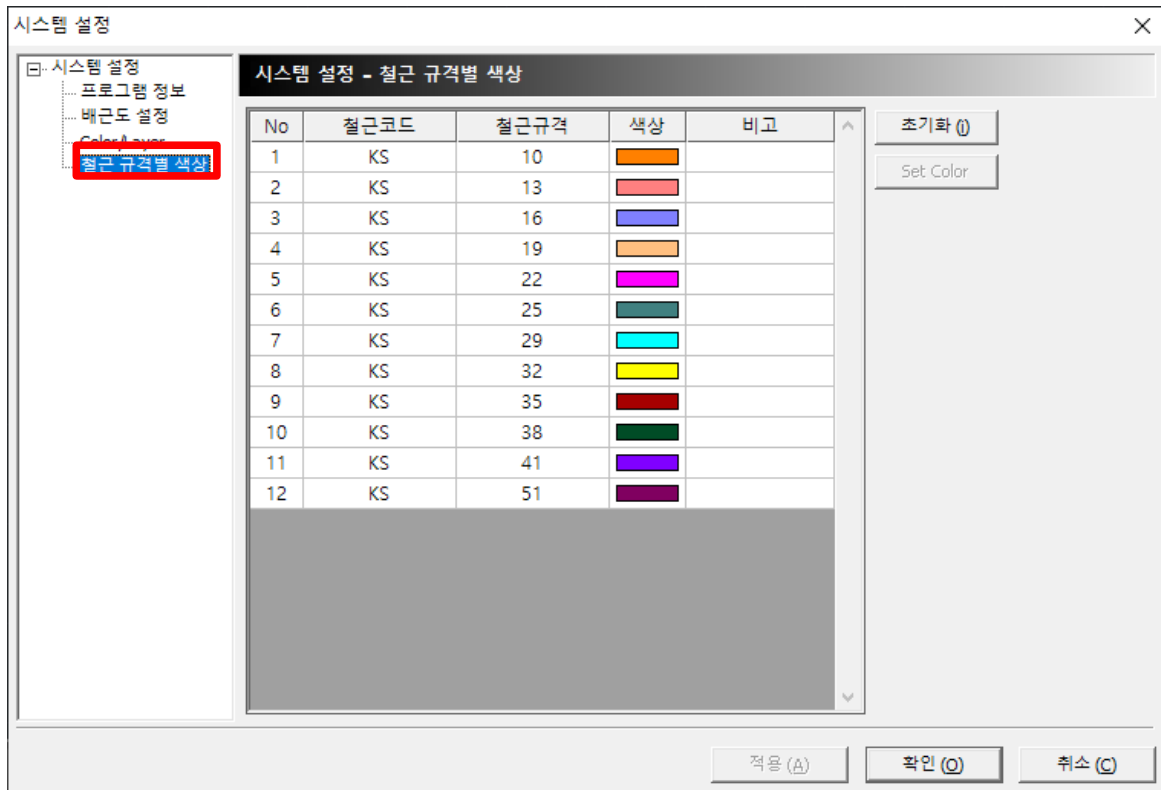 시스템 설정
시스템 설정
프로그램 정보
배근도 설정
Color/Layer
철근 규격별 색상
시스템 설정 - 철근 규격별 색상
No 철근코드 철근규격 색상 비고
1 KS 10
2 KS 13
3 KS 16
4 KS 19
5 KS 22
6 KS 25
7 KS 29
8 KS 32
9 KS 35
10 KS 38
11 KS 41
12 KS 51
초기화 (i)
Set Color
적용 (A)
확인 (O)
취소 (C)